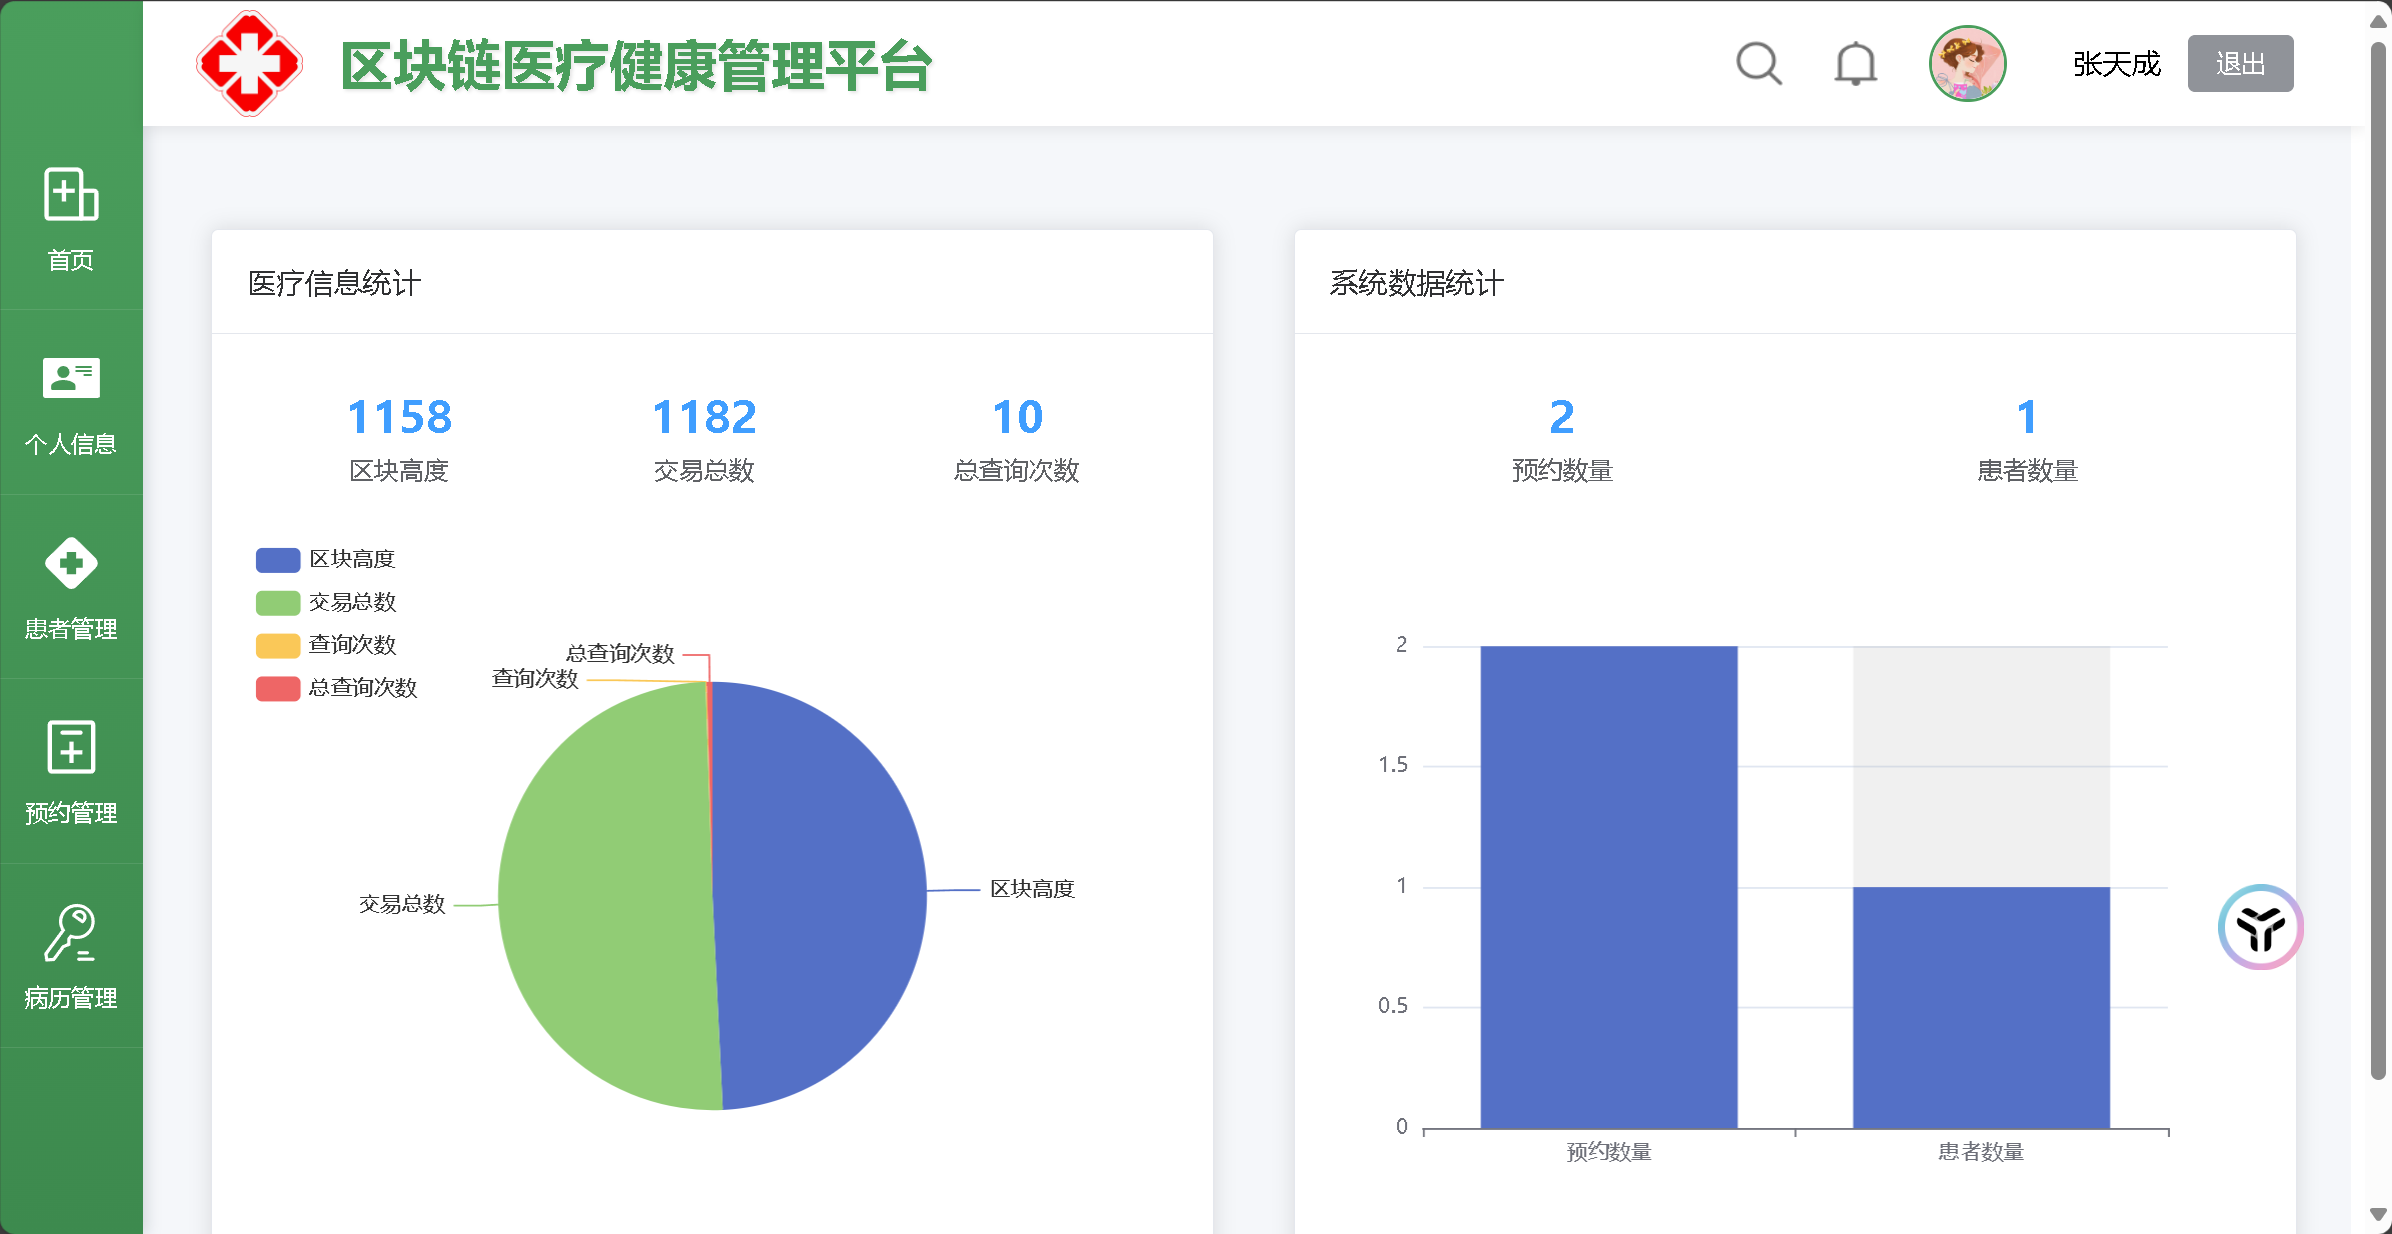 区块链医疗健康管理平台
张天成
退出
首页
个人信息
患者管理
预约管理
病历管理
医疗信息统计
1158
区块高度
1182
交易总数
10
总查询次数
区块高度
交易总数
查询次数
总查询次数
总查询次数
查询次数
交易总数
区块高度
系统数据统计
2
预约数量
1
患者数量
2
1.5
1
0.5
0
预约数量
患者数量